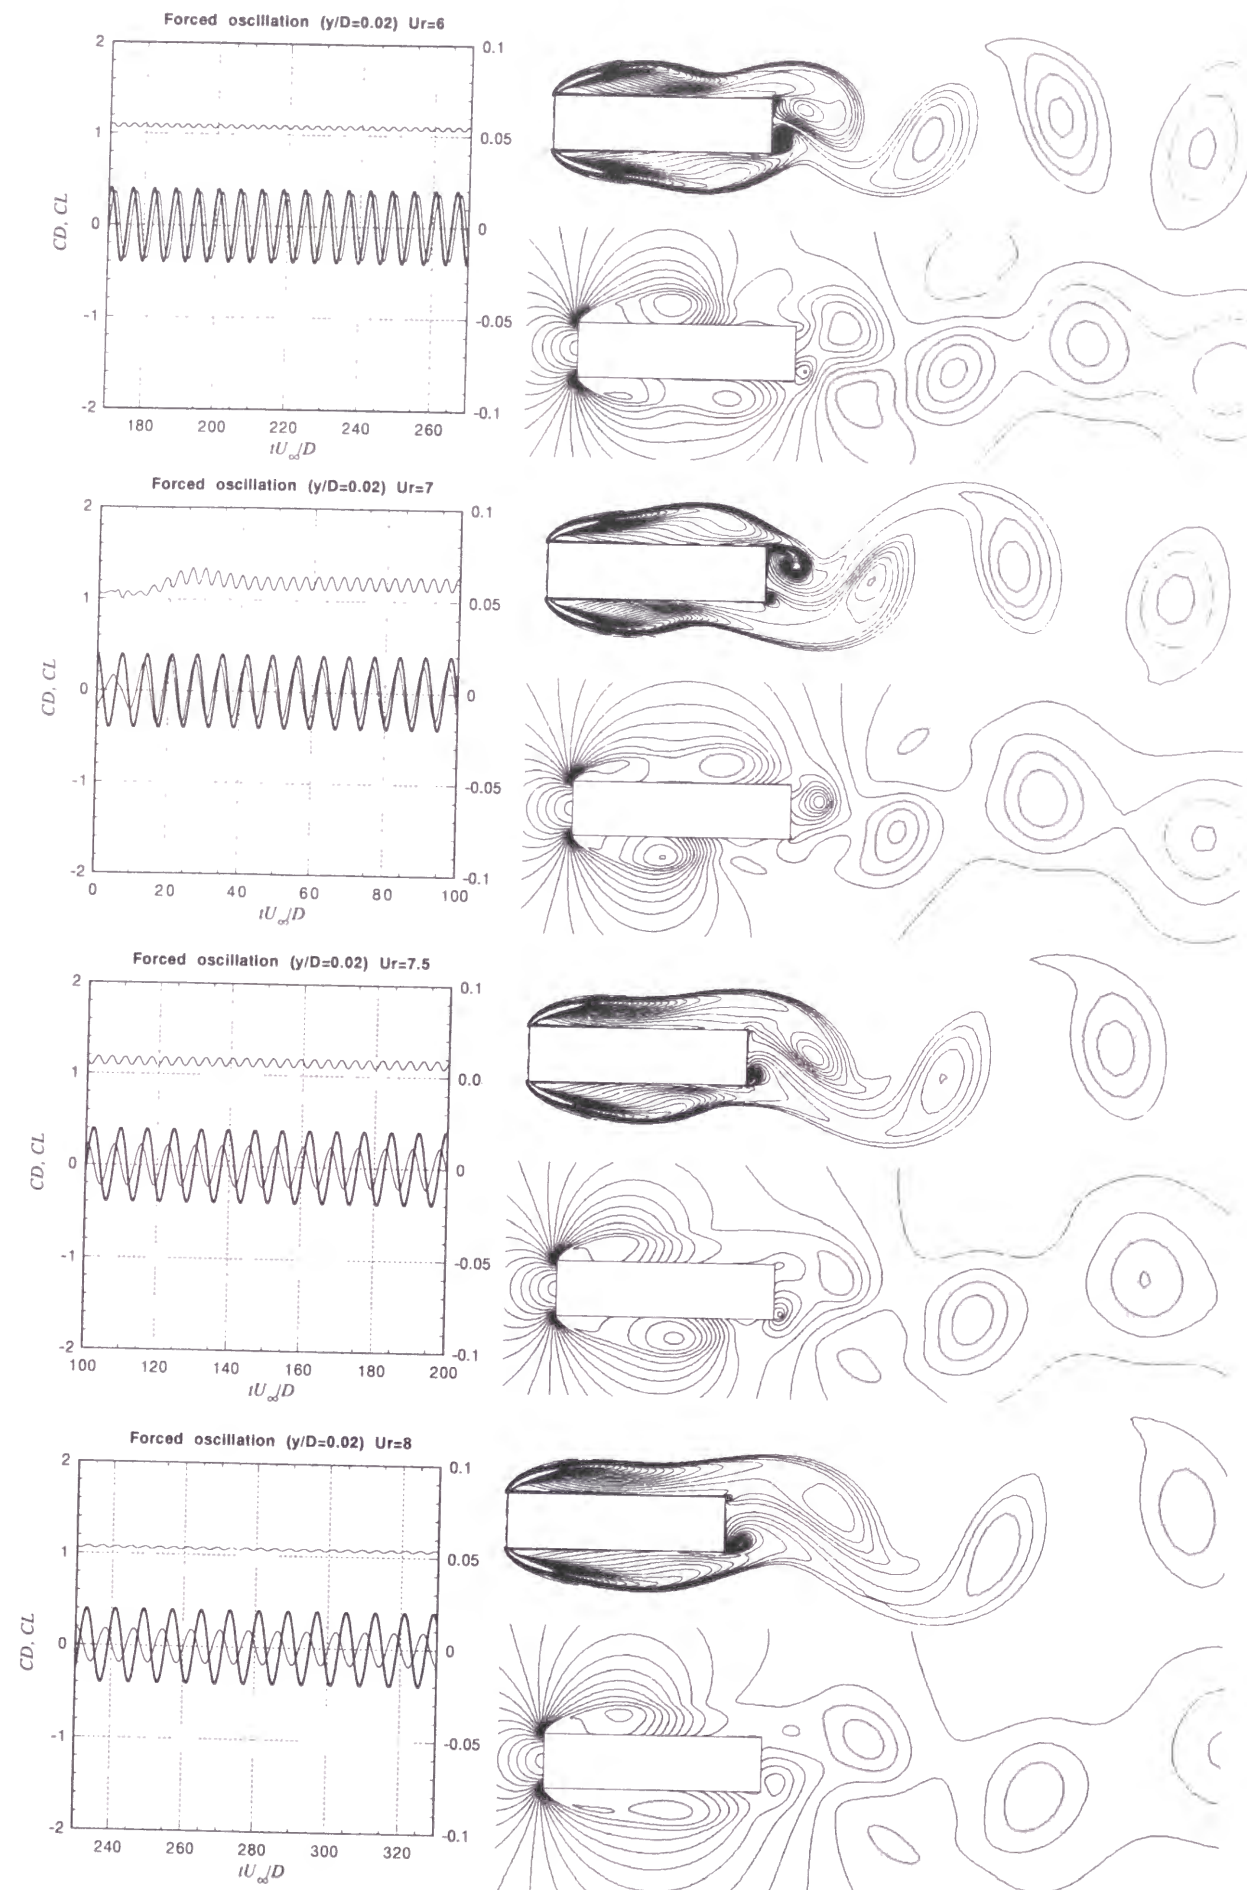 Forced oscillation (y/D=0.02) Ur=6
2
0.1
1
0.05
0
0
-1
-0.05
-2
-0.1
CD, CL
180 200 220 240 260
tU∞/D
Forced oscillation (y/D=0.02) Ur=7
2
0.1
1
0.05
0
0
-1
-0.05
-2
-0.1
CD, CL
0 20 40 60 80 100
tU∞/D
Forced oscillation (y/D=0.02) Ur=7.5
2
0.1
1
0.0
0
0
-1
-0.05
-2
-0.1
CD, CL
100 120 140 160 180 200
tU∞/D
Forced oscillation (y/D=0.02) Ur=8
2
0.1
1
0.05
0
0
-1
-0.05
-2
-0.1
CD, CL
240 260 280 300 320
tU∞/D